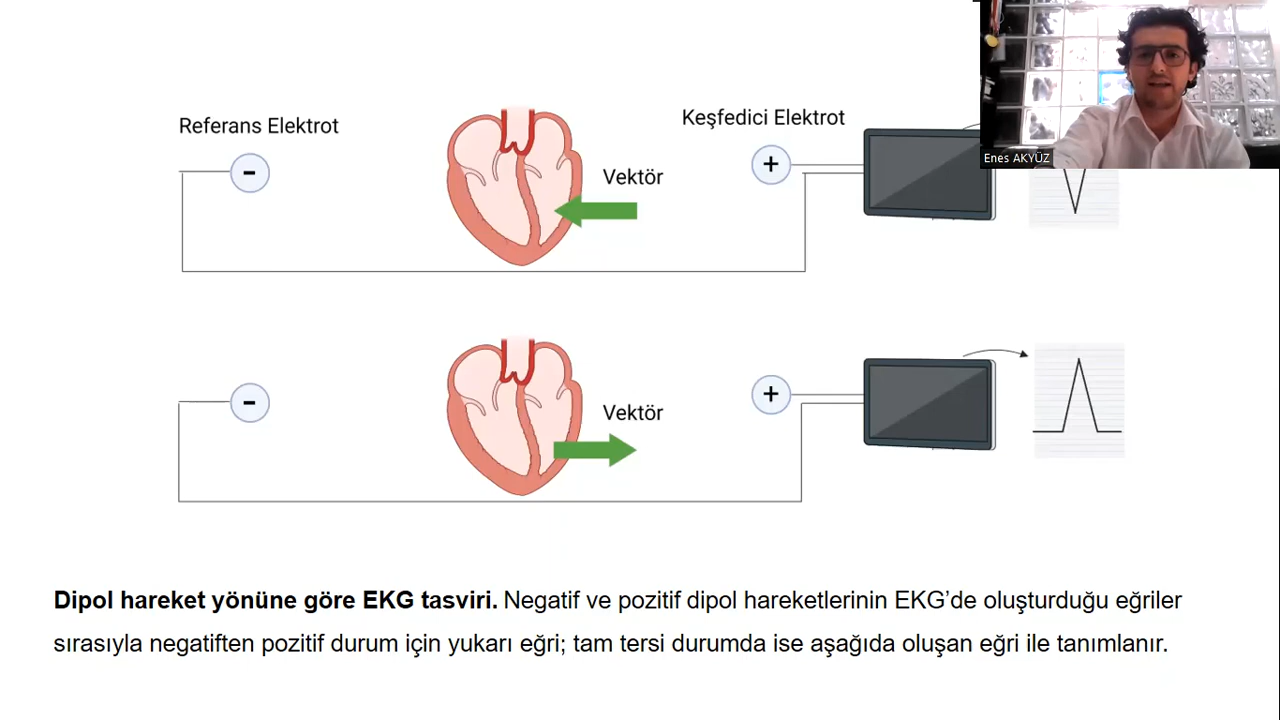 Referans Elektrot
Keşfedici Elektrot
Enes AKYÜZ
-
+
Vektör
-
+
Vektör
Dipol hareket yönüne göre EKG tasviri. Negatif ve pozitif dipol hareketlerinin EKG’de oluşturduğu eğriler
sırasıyla negatiften pozitif durum için yukarı eğri; tam tersi durumda ise aşağıda oluşan eğri ile tanımlanır.